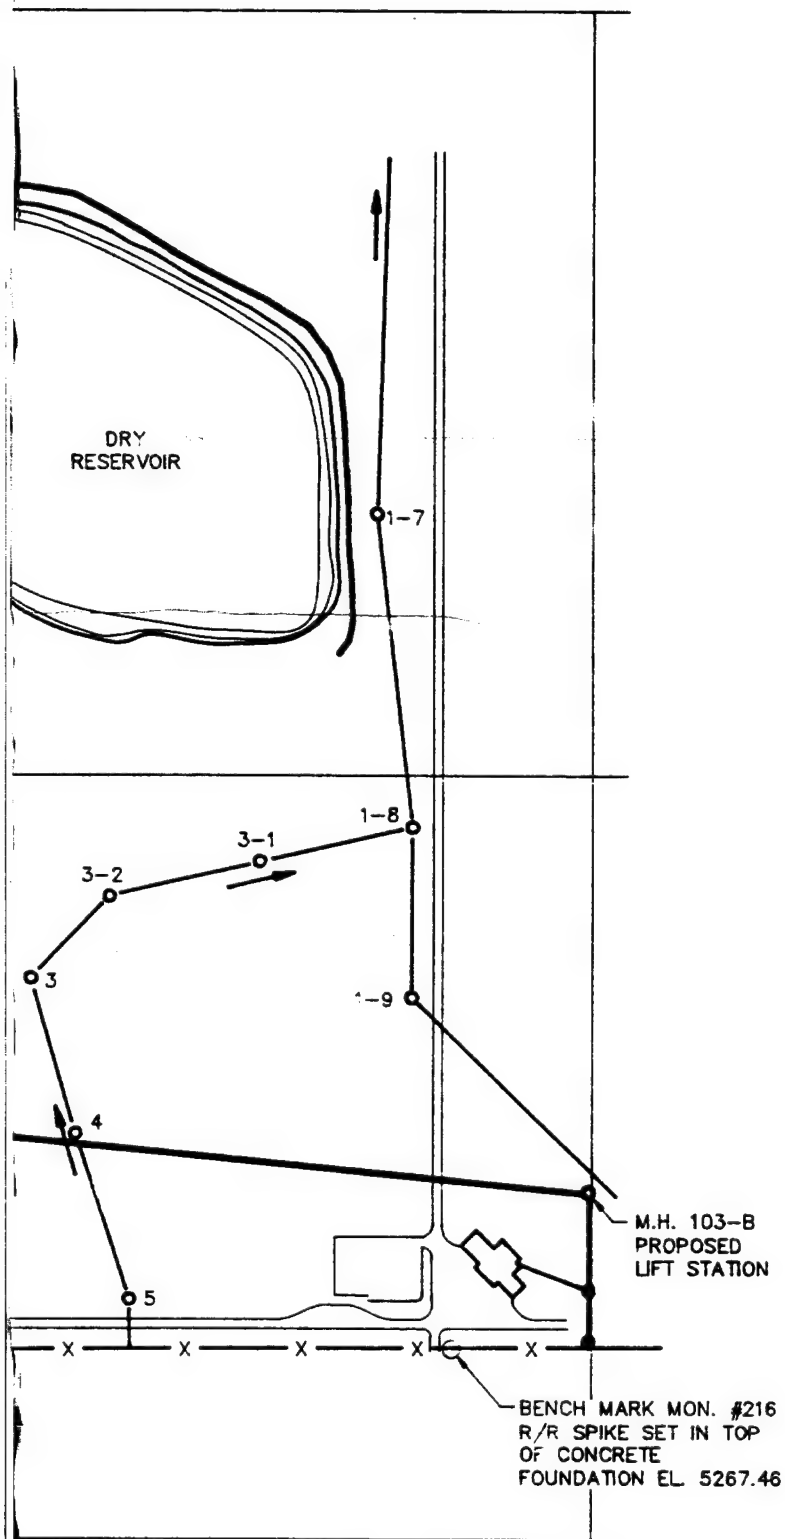 DRY
RESERVOIR
1-7
1-8
3-1
3-2
3
1-9
4
M.H. 103-B
PROPOSED
LIFT STATION
5
X X X X X
BENCH MARK MON. #216
R/R SPIKE SET IN TOP
OF CONCRETE
FOUNDATION EL. 5267.46